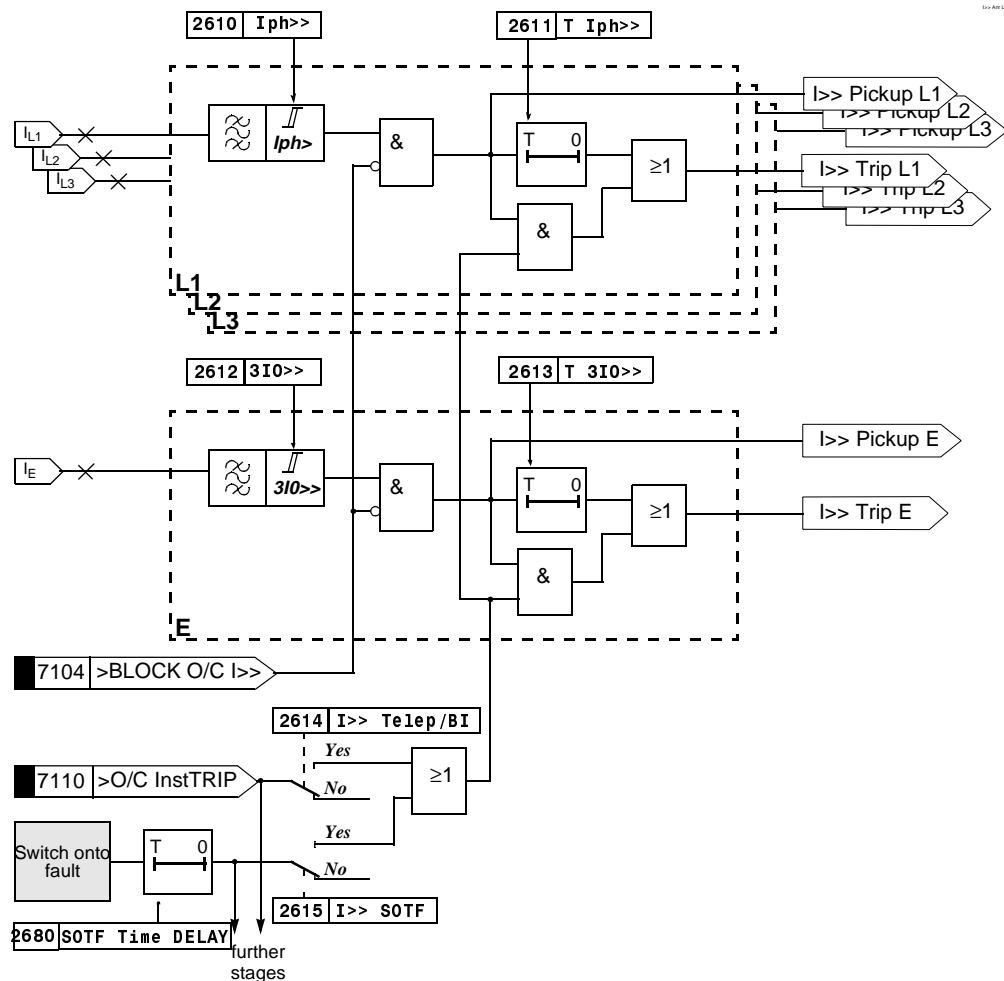 2610 Iph>>
2611 T Iph>>
I>> Pickup L1
I>> Pickup L2
I>> Pickup L3
IL1
IL2
IL3
Iph>
&
T 0
≥1
&
I>> Trip L1
I>> Trip L2
I>> Trip L3
L1
L2
L3
2612 3I0>>
2613 T 3I0>>
I>> Pickup E
IE
3I0>>
&
T 0
≥1
&
I>> Trip E
E
7104 >BLOCK O/C I>>
2614 I>> Telep/BI
Yes
No
≥1
7110 >O/C InstTRIP
Yes
No
Switch onto
fault
T 0
2615 I>> SOTF
2680 SOTF Time DELAY
further
stages